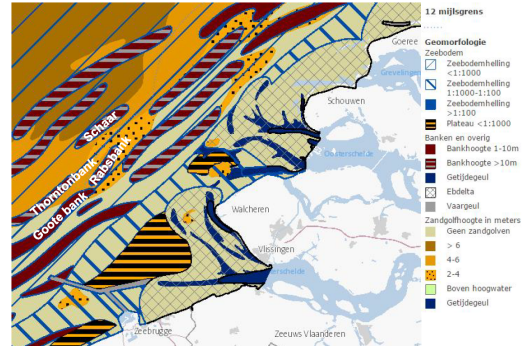 Goeree
Grevelingen
Schouwen
Schaar
Oosterschelde
Thorntonbank
Rabsbank
Goote bank
Walcheren
Vlissingen
Zeebrugge
Zeeuws Vlaanderen
12 mijlsgrens
Geomorfologie
Zeebodem
Zeebodemhelling
<1:1000
Zeebodemhelling
1:1000-1:100
Zeebodemhelling
>1:100
Plateau <1:1000
Banken en overig
Bankhoogte 1-10m
Bankhoogte >10m
Getijdegeul
Ebdelta
Vaargeul
Zandgolfhoogte in meters
Geen zandgolven
> 6
4-6
2-4
Boven hoogwater
Getijdegeul